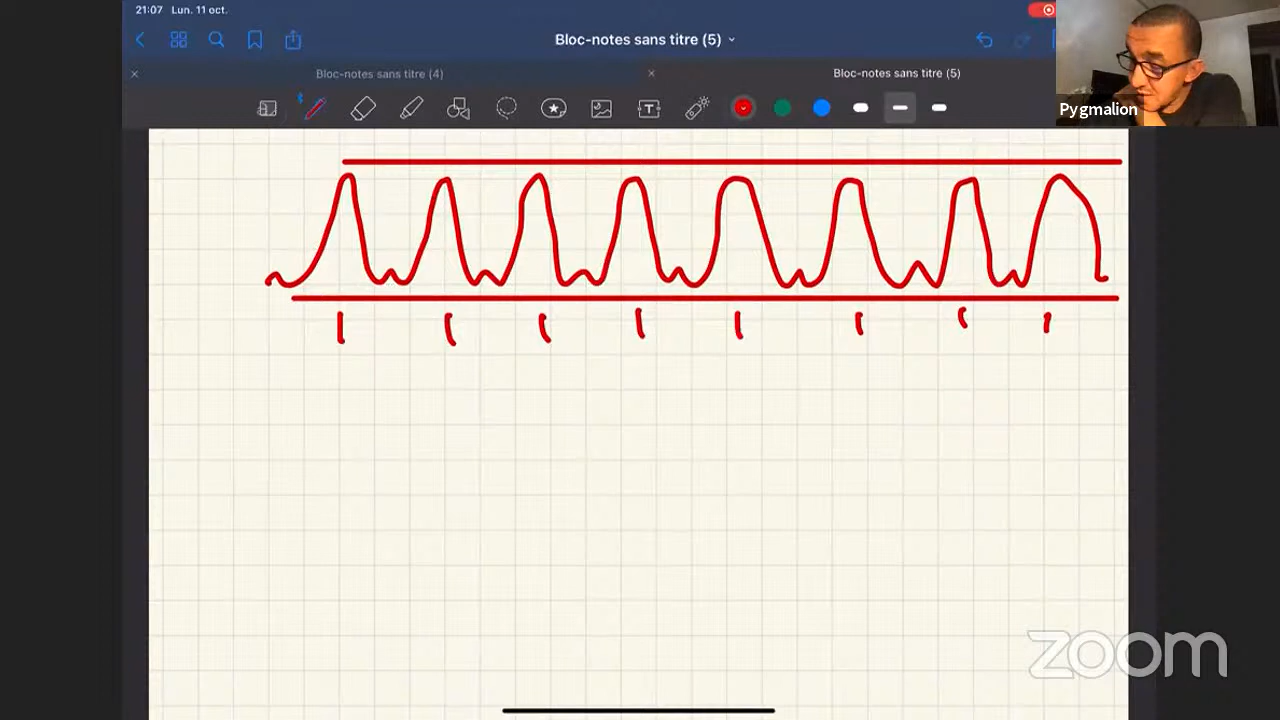 21:07 Lun. 11 oct.
Bloc-notes sans titre (5)
Bloc-notes sans titre (4)
Bloc-notes sans titre (5)
T
Pygmalion
zoom